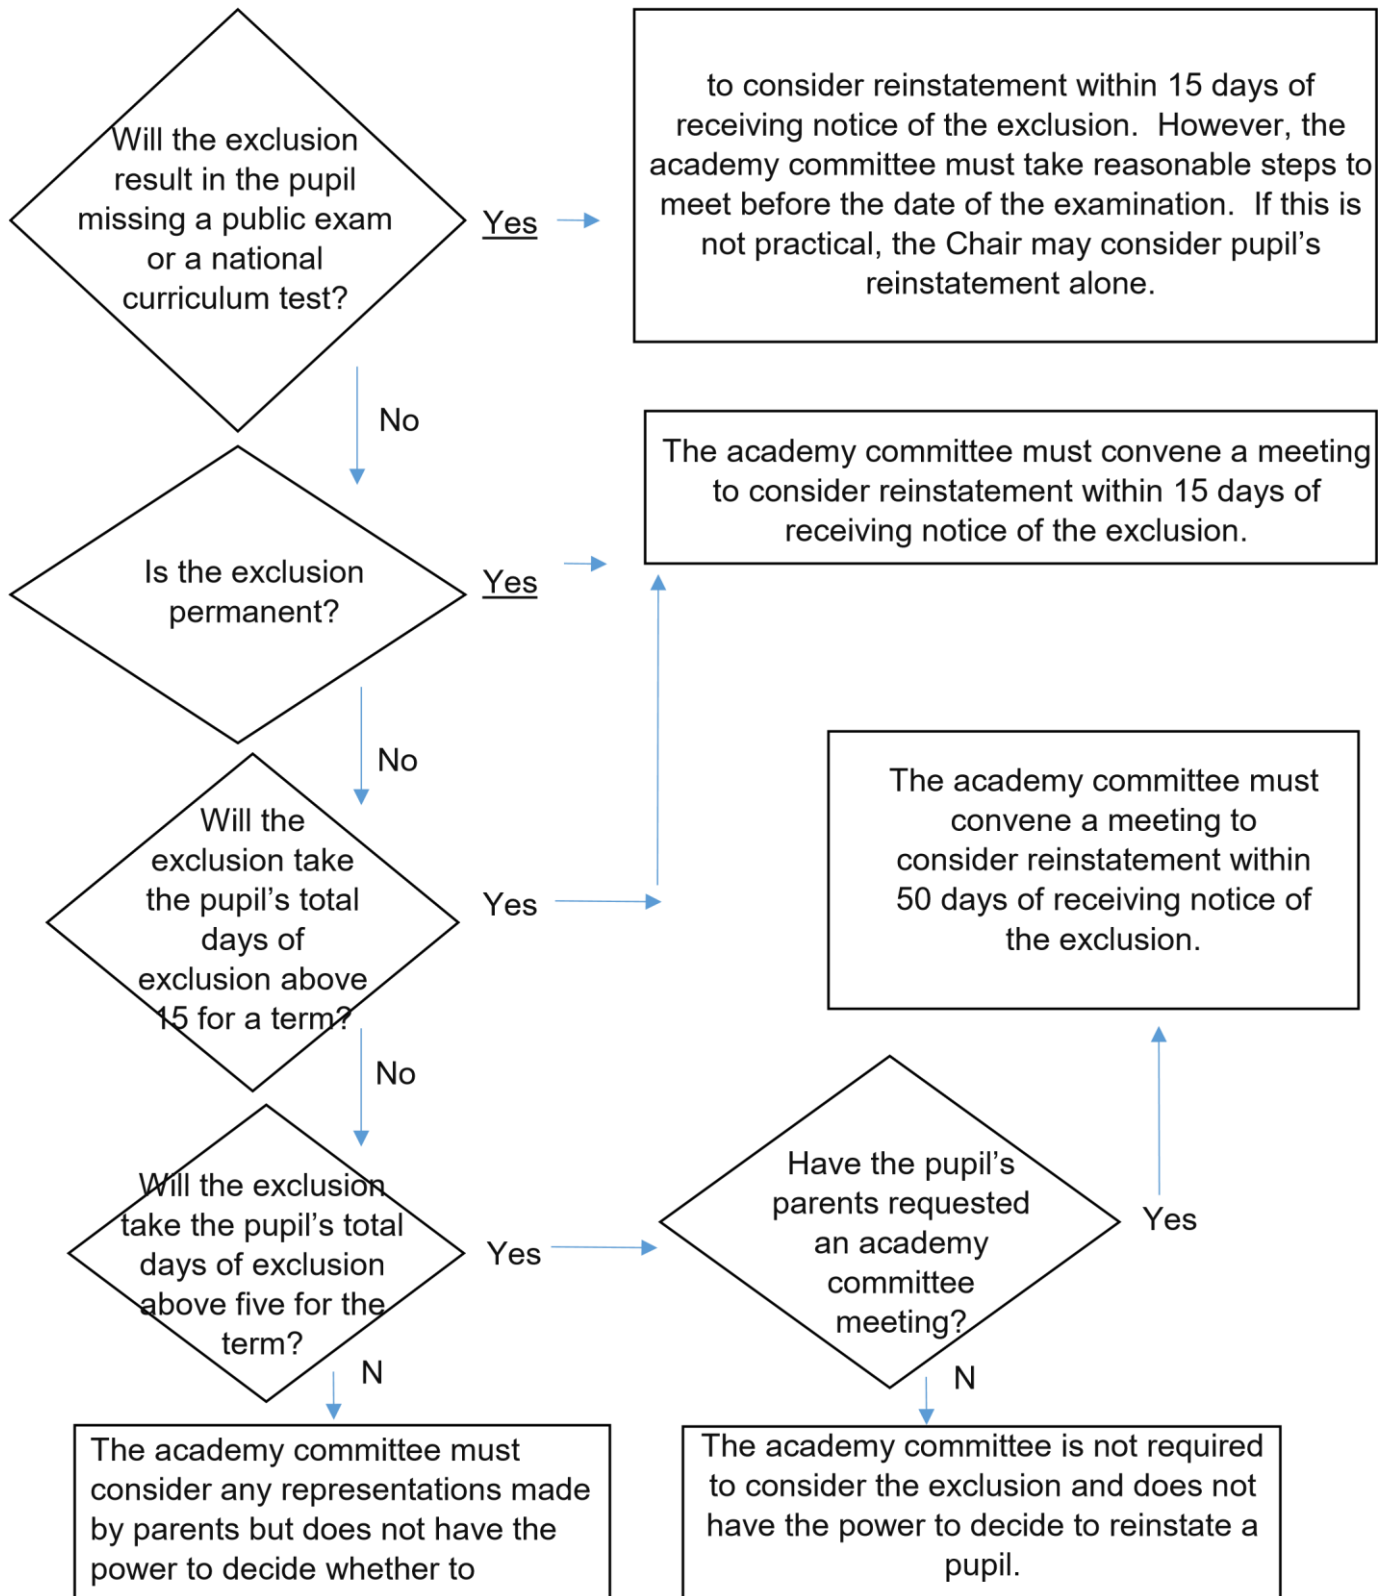 Will the exclusion
result in the pupil
missing a public exam
or a national
curriculum test?
Yes
to consider reinstatement within 15 days of
receiving notice of the exclusion.  However, the
academy committee must take reasonable steps to
meet before the date of the examination.  If this is
not practical, the Chair may consider pupil’s
reinstatement alone.
No
Is the exclusion
permanent?
Yes
The academy committee must convene a meeting
to consider reinstatement within 15 days of
receiving notice of the exclusion.
No
Will the
exclusion take
the pupil’s total
days of
exclusion above
15 for a term?
Yes
The academy committee must
convene a meeting to
consider reinstatement within
50 days of receiving notice of
the exclusion.
No
Will the exclusion
take the pupil’s total
days of exclusion
above five for the
term?
Yes
Have the pupil’s
parents requested
an academy
committee
meeting?
Yes
N
N
The academy committee must
consider any representations made
by parents but does not have the
power to decide whether to
The academy committee is not required
to consider the exclusion and does not
have the power to decide to reinstate a
pupil.